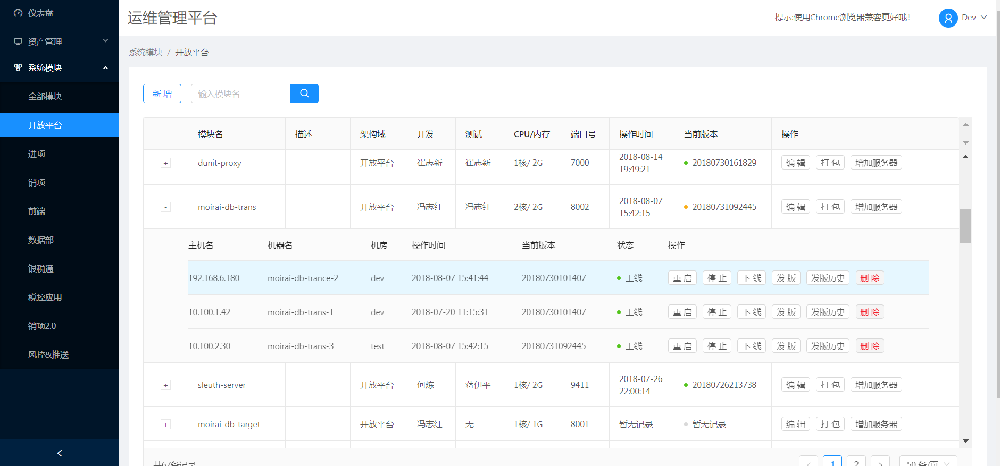 仪表盘
资产管理
系统模块
全部模块
开放平台
进项
销项
前端
数据部
银税通
税控应用
销项2.0
风控&推送
运维管理平台
提示:使用Chrome浏览器兼容更好哦!
Dev
系统模块 / 开放平台
新 增
输入模块名
模块名 描述 架构域 开发 测试 CPU/内存 端口号 操作时间 当前版本 操作
+ dunit-proxy 开放平台 崔志新 崔志新 1核/ 2G 7000 2018-08-14 19:49:21 20180730161829 编 辑 打 包 增加服务器
- moirai-db-trans 开放平台 冯志红 冯志红 2核/ 2G 8002 2018-08-07 15:42:15 20180731092445 编 辑 打 包 增加服务器
主机名 机器名 机房 操作时间 当前版本 状态 操作
192.168.6.180 moirai-db-trance-2 dev 2018-08-07 15:41:44 20180730101407 上线 重 启 停 止 下 线 发 版 发版历史 删 除
10.100.1.42 moirai-db-trans-1 dev 2018-07-20 11:15:31 20180730101407 上线 重 启 停 止 下 线 发 版 发版历史 删 除
10.100.2.30 moirai-db-trans-3 test 2018-08-07 15:42:15 20180731092445 上线 重 启 停 止 下 线 发 版 发版历史 删 除
+ sleuth-server 开放平台 何炼 蒋伊平 1核/ 2G 9411 2018-07-26 22:00:14 20180726213738 编 辑 打 包 增加服务器
+ moirai-db-target 开放平台 冯志红 无 1核/ 1G 8001 暂无记录 暂无记录 编 辑 打 包 增加服务器
共67条记录 < 1 2 > 50 条/页